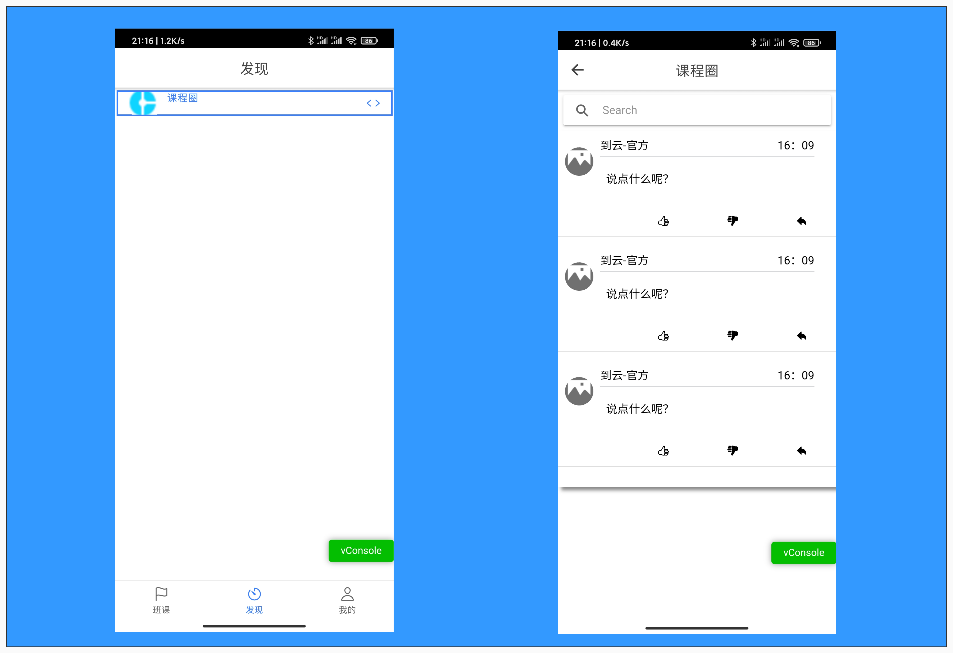 21:16 | 1.2K/s
86
发现
课程圈
vConsole
班课
发现
我的
21:16 | 0.4K/s
85
课程圈
Search
到云-官方
16：09
说点什么呢？
到云-官方
16：09
说点什么呢？
到云-官方
16：09
说点什么呢？
vConsole